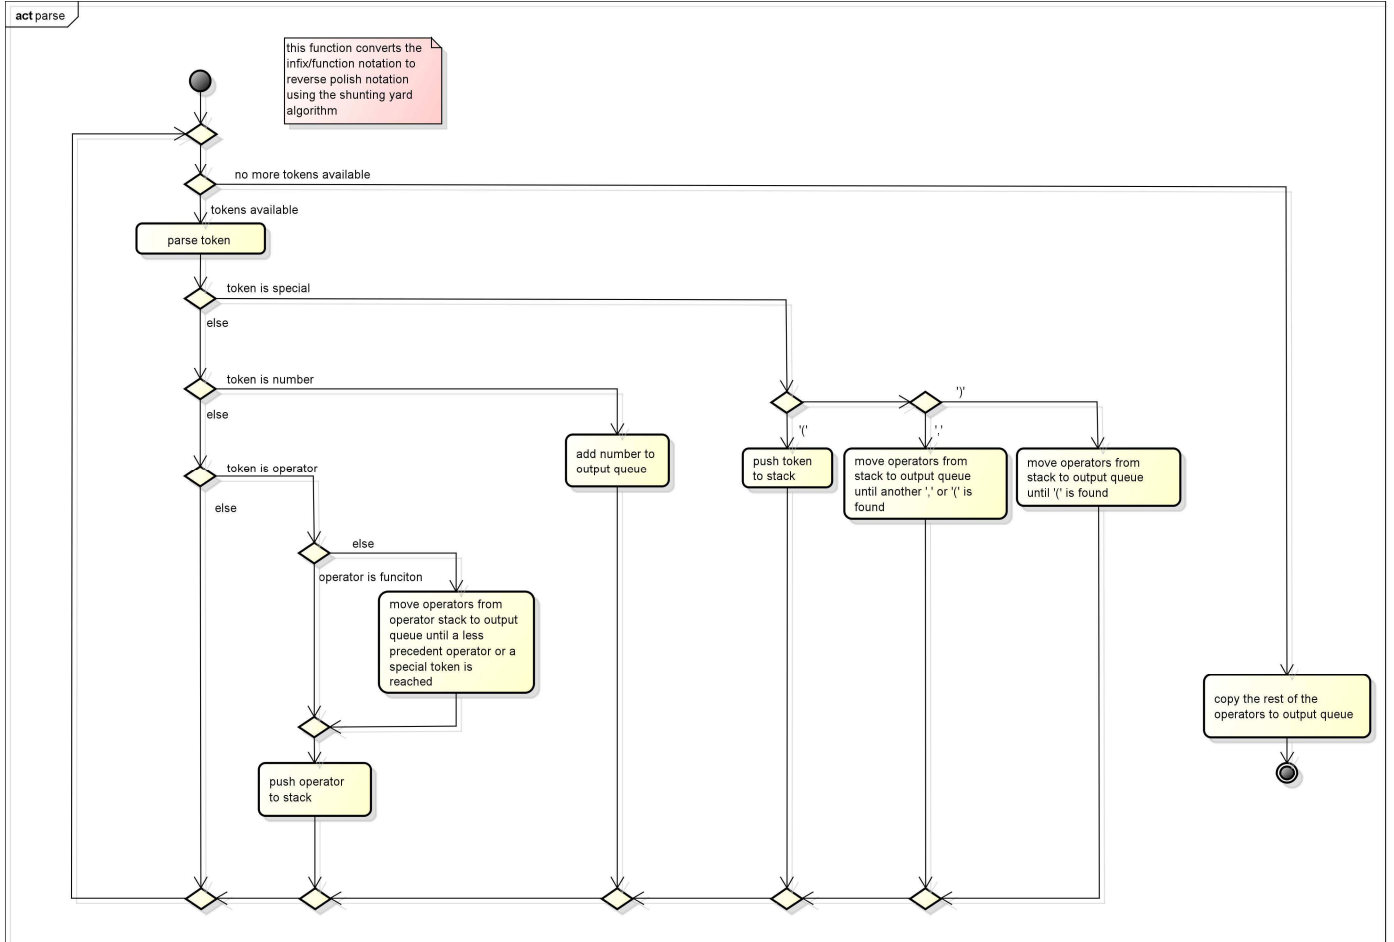 act parse
this function converts the
infix/function notation to
reverse polish notation
using the shunting yard
algorithm
no more tokens available
tokens available
parse token
token is special
else
token is number
else
')'
'('
','
add number to
output queue
push token
to stack
move operators from
stack to output queue
until another ',' or '(' is
found
move operators from
stack to output queue
until '(' is found
token is operator
else
else
operator is funciton
move operators from
operator stack to output
queue until a less
precedent operator or a
special token is
reached
copy the rest of the
operators to output queue
push operator
to stack